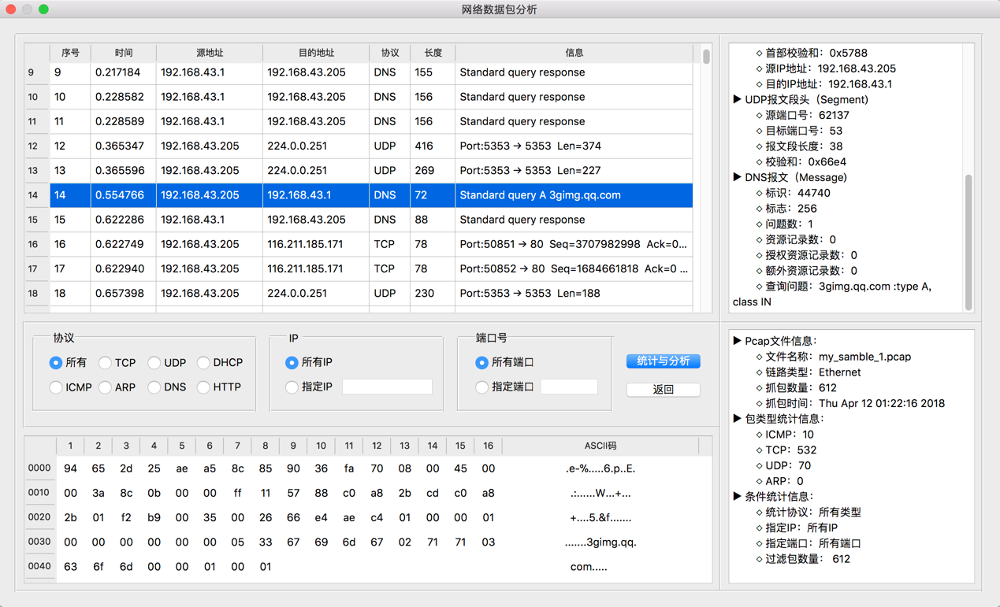 网络数据包分析
序号 时间 源地址 目的地址 协议 长度 信息
9 9 0.217184 192.168.43.1 192.168.43.205 DNS 155 Standard query response
10 10 0.228582 192.168.43.1 192.168.43.205 DNS 156 Standard query response
11 11 0.228589 192.168.43.1 192.168.43.205 DNS 156 Standard query response
12 12 0.365347 192.168.43.205 224.0.0.251 UDP 416 Port:5353 → 5353 Len=374
13 13 0.365596 192.168.43.205 224.0.0.251 UDP 269 Port:5353 → 5353 Len=227
14 14 0.554766 192.168.43.205 192.168.43.1 DNS 72 Standard query A 3gimg.qq.com
15 15 0.622286 192.168.43.1 192.168.43.205 DNS 88 Standard query response
16 16 0.622749 192.168.43.205 116.211.185.171 TCP 78 Port:50851 → 80 Seq=3707982998 Ack=0...
17 17 0.622940 192.168.43.205 116.211.185.171 TCP 78 Port:50852 → 80 Seq=1684661818 Ack=0 ...
18 18 0.657398 192.168.43.205 224.0.0.251 UDP 230 Port:5353 → 5353 Len=188
◇ 首部校验和：0x5788
◇ 源IP地址：192.168.43.205
◇ 目的IP地址：192.168.43.1
▶ UDP报文段头（Segment)
◇ 源端口号：62137
◇ 目标端口号：53
◇ 报文段长度：38
◇ 校验和：0x66e4
▶ DNS报文（Message)
◇ 标识：44740
◇ 标志：256
◇ 问题数：1
◇ 资源记录数：0
◇ 授权资源记录数：0
◇ 额外资源记录数：0
◇ 查询问题：3gimg.qq.com :type A,
class IN
协议
所有 TCP UDP DHCP
ICMP ARP DNS HTTP
IP
所有IP
指定IP
端口号
所有端口
指定端口
统计与分析
返回
1 2 3 4 5 6 7 8 9 10 11 12 13 14 15 16 ASCII码
0000 94 65 2d 25 ae a5 8c 85 90 36 fa 70 08 00 45 00 .e-%.....6.p..E.
0010 00 3a 8c 0b 00 00 ff 11 57 88 c0 a8 2b cd c0 a8 .:......W...+...
0020 2b 01 f2 b9 00 35 00 26 66 e4 ae c4 01 00 00 01 +....5.&f.......
0030 00 00 00 00 00 00 05 33 67 69 6d 67 02 71 71 03 .......3gimg.qq.
0040 63 6f 6d 00 00 01 00 01 com.....
▶ Pcap文件信息：
◇ 文件名称：my_samble_1.pcap
◇ 链路类型：Ethernet
◇ 抓包数量：612
◇ 抓包时间：Thu Apr 12 01:22:16 2018
▶ 包类型统计信息：
◇ ICMP：10
◇ TCP：532
◇ UDP：70
◇ ARP：0
▶ 条件统计信息：
◇ 统计协议：所有类型
◇ 指定IP：所有IP
◇ 指定端口：所有端口
◇ 过滤包数量： 612